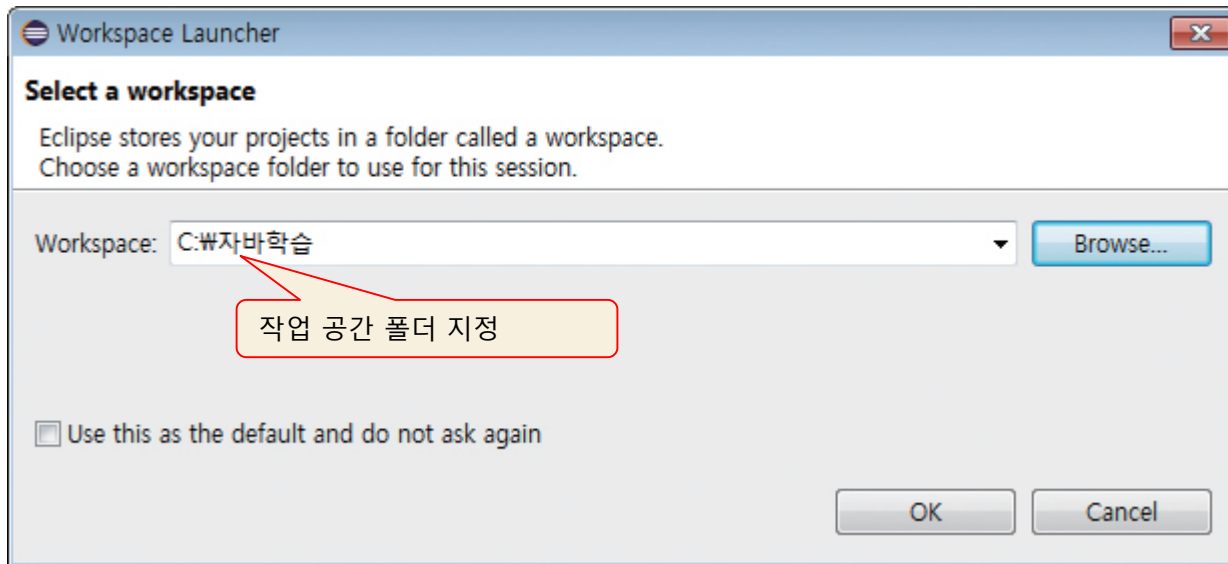 Workspace Launcher
Select a workspace
Eclipse stores your projects in a folder called a workspace.
Choose a workspace folder to use for this session.
Workspace: C:₩자바학습 Browse...
작업 공간 폴더 지정
Use this as the default and do not ask again
OK Cancel